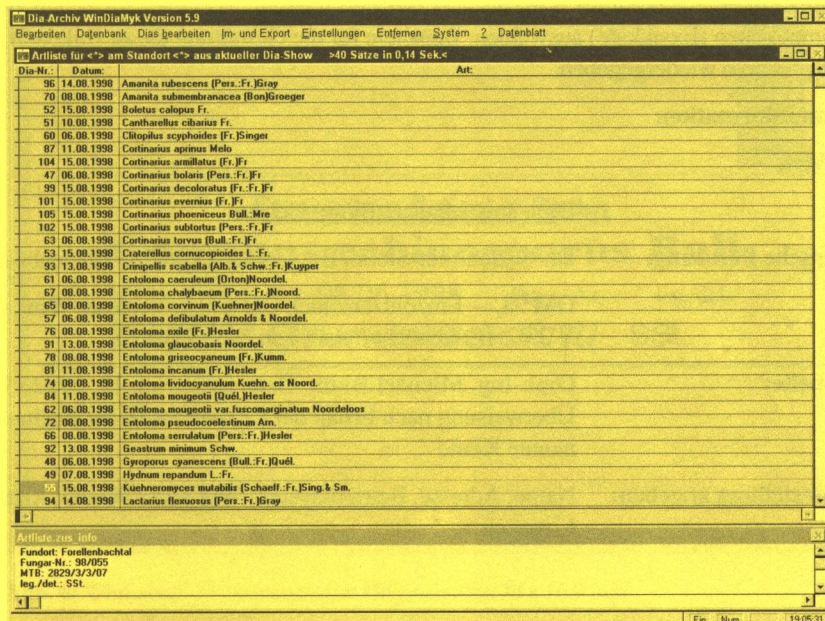 Dia-Archiv WinDiaMyk Version 5.9
Bearbeiten Datenbank Dias bearbeiten Im- und Export Einstellungen Entfernen System ? Datenblatt
Artliste für <*> am Standort <*> aus aktueller Dia-Show >40 Sätze in 0,14 Sek.<
Dia-Nr.: Datum: Art:
96 14.08.1998 Amanita rubescens (Pers.:Fr.)Gray
70 08.08.1998 Amanita submembranacea (Bon)Groeger
52 15.08.1998 Boletus calopus Fr.
51 10.08.1998 Cantharellus cibarius Fr.
60 06.08.1998 Clitopilus scyphoides (Fr.)Singer
87 11.08.1998 Cortinarius aprinus Melo
104 15.08.1998 Cortinarius armillatus (Fr.)Fr
47 06.08.1998 Cortinarius bolaris (Pers.:Fr.)Fr
99 15.08.1998 Cortinarius decoloratus (Fr.:Fr.)Fr
101 15.08.1998 Cortinarius evernius (Fr.)Fr
105 15.08.1998 Cortinarius phoeniceus Bull.:Mre
102 15.08.1998 Cortinarius subtortus (Pers.:Fr.)Fr
63 06.08.1998 Cortinarius torvus (Bull.:Fr.)Fr
53 15.08.1998 Craterellus cornucopioides L.:Fr.
93 13.08.1998 Crinipellis scabella (Alb.& Schw.:Fr.)Kuyper
61 06.08.1998 Entoloma caeruleum (Orton)Noordel.
67 08.08.1998 Entoloma chalybaeum (Pers.:Fr.)Noord.
65 08.08.1998 Entoloma corvinum (Kuehner)Noordel.
57 06.08.1998 Entoloma defibulatum Arnolds & Noordel.
76 08.08.1998 Entoloma exile (Fr.)Hesler
91 13.08.1998 Entoloma glaucobasis Noordel.
78 08.08.1998 Entoloma griseocyaneum (Fr.)Kumm.
81 11.08.1998 Entoloma incanum (Fr.)Hesler
74 08.08.1998 Entoloma lividocyanulum Kuehn. ex Noord.
84 11.08.1998 Entoloma mougeotii (Quél.)Hesler
62 06.08.1998 Entoloma mougeotii var.fuscomarginatum Noordeloos
72 08.08.1998 Entoloma pseudocoelestinum Arn.
66 08.08.1998 Entoloma serrulatum (Pers.:Fr.)Hesler
92 13.08.1998 Geastrum minimum Schw.
48 06.08.1998 Gyroporus cyanescens (Bull.:Fr.)Quél.
49 07.08.1998 Hydnum repandum L.:Fr.
55 15.08.1998 Kuehneromyces mutabilis (Schaeff.:Fr.)Sing.& Sm.
94 14.08.1998 Lactarius flexuosus (Pers.:Fr.)Gray
Artliste.zus_info
Fundort: Forellenbachtal
Fungar-Nr.: 98/055
MTB: 2829/3/3/07
leg./det.: SSt.
Ein Num 19:05:31